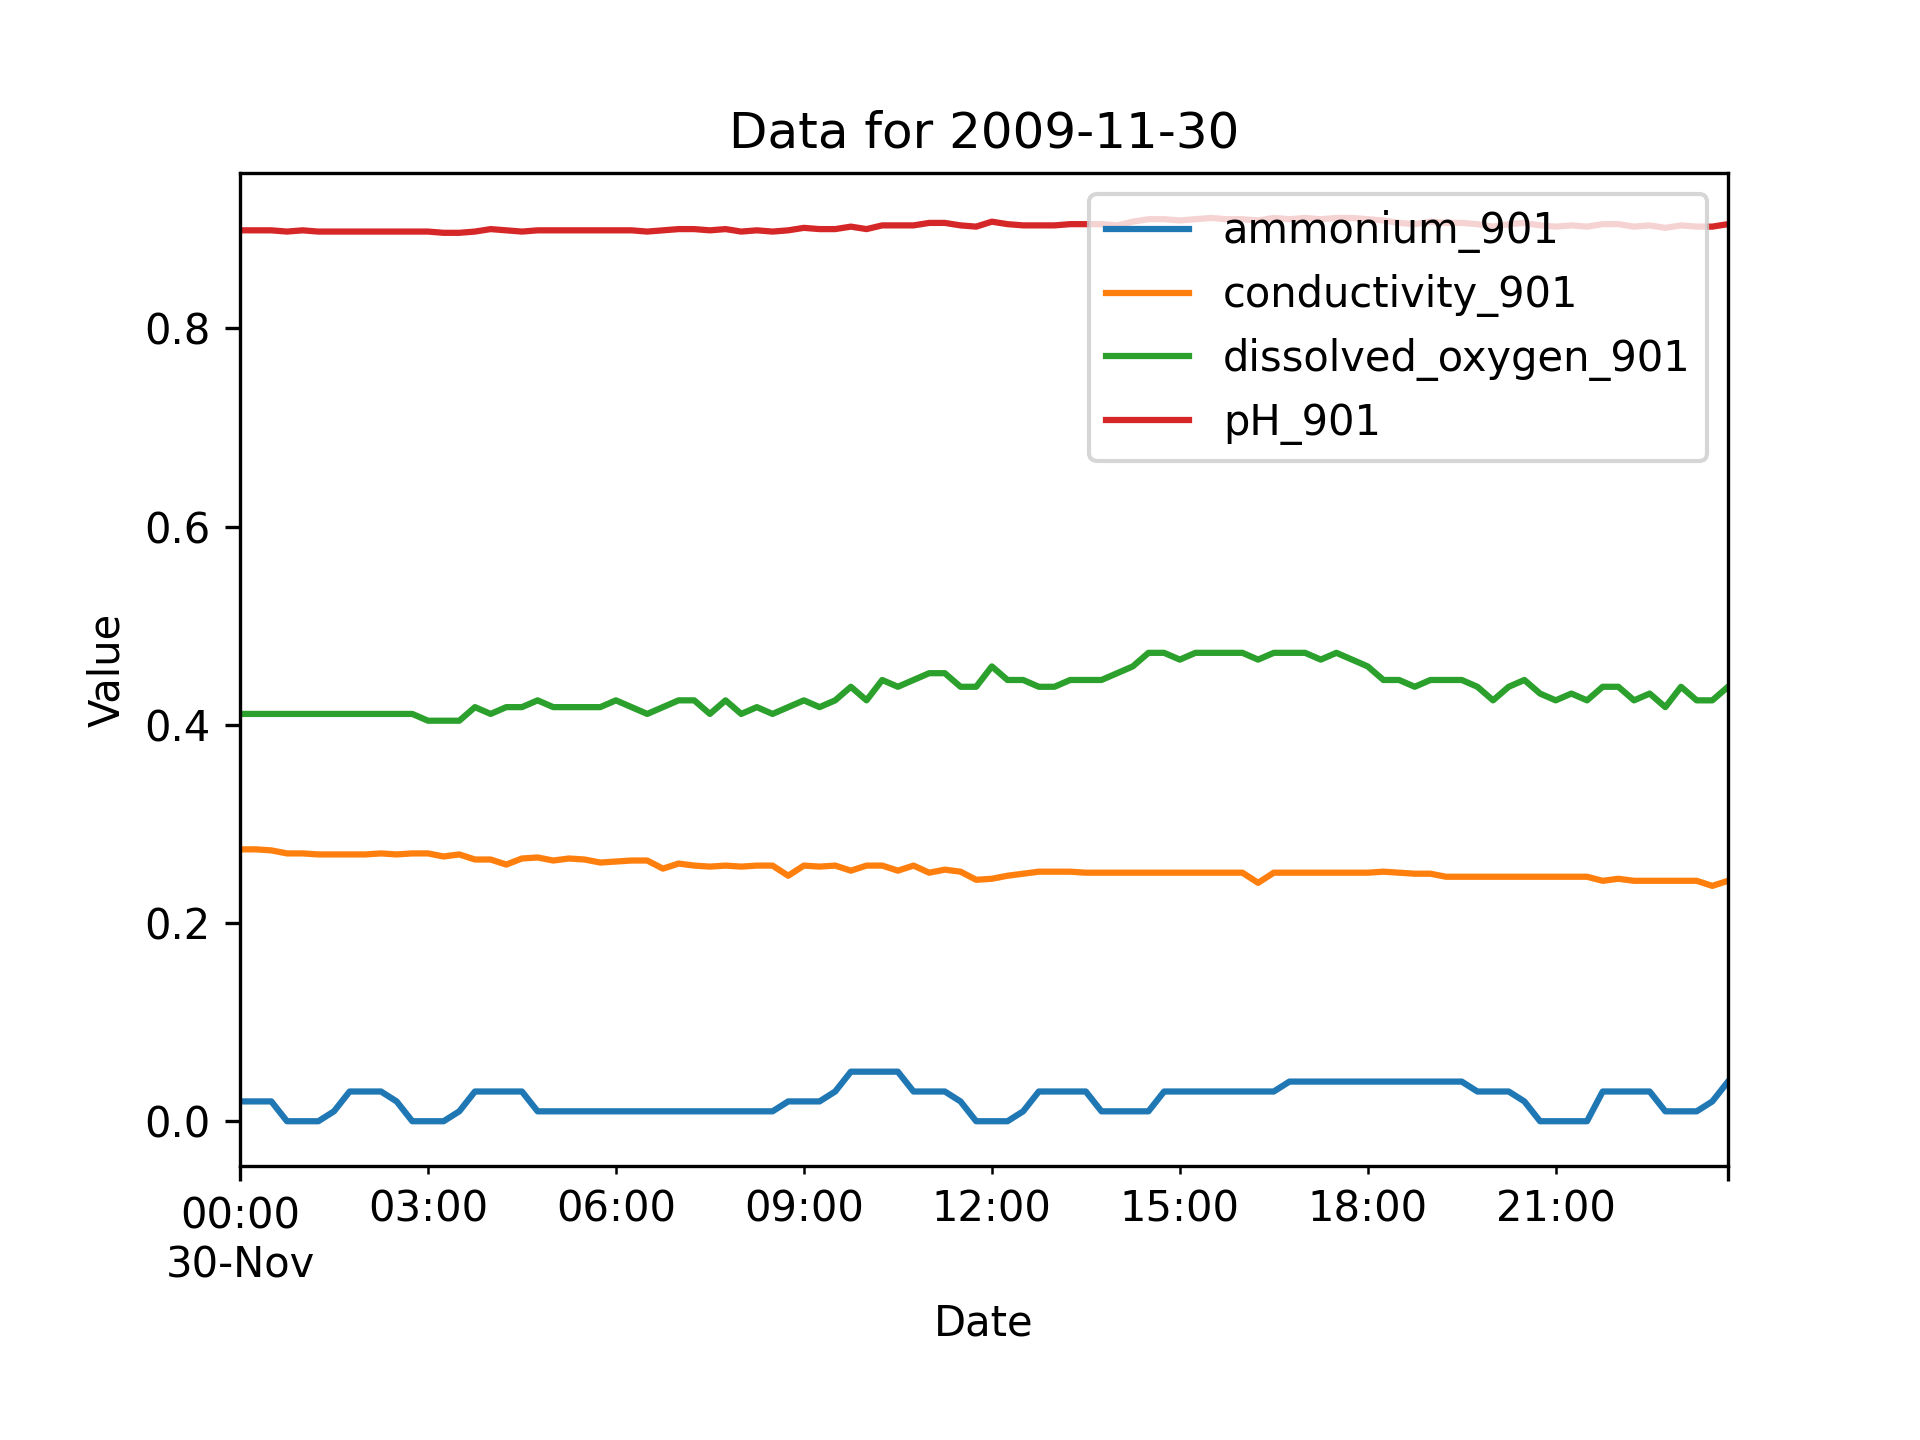 Data for 2009-11-30
ammonium_901
conductivity_901
dissolved_oxygen_901
pH_901
0.8
0.6
0.4
0.2
0.0
Value
00:00 03:00 06:00 09:00 12:00 15:00 18:00 21:00
30-Nov
Date